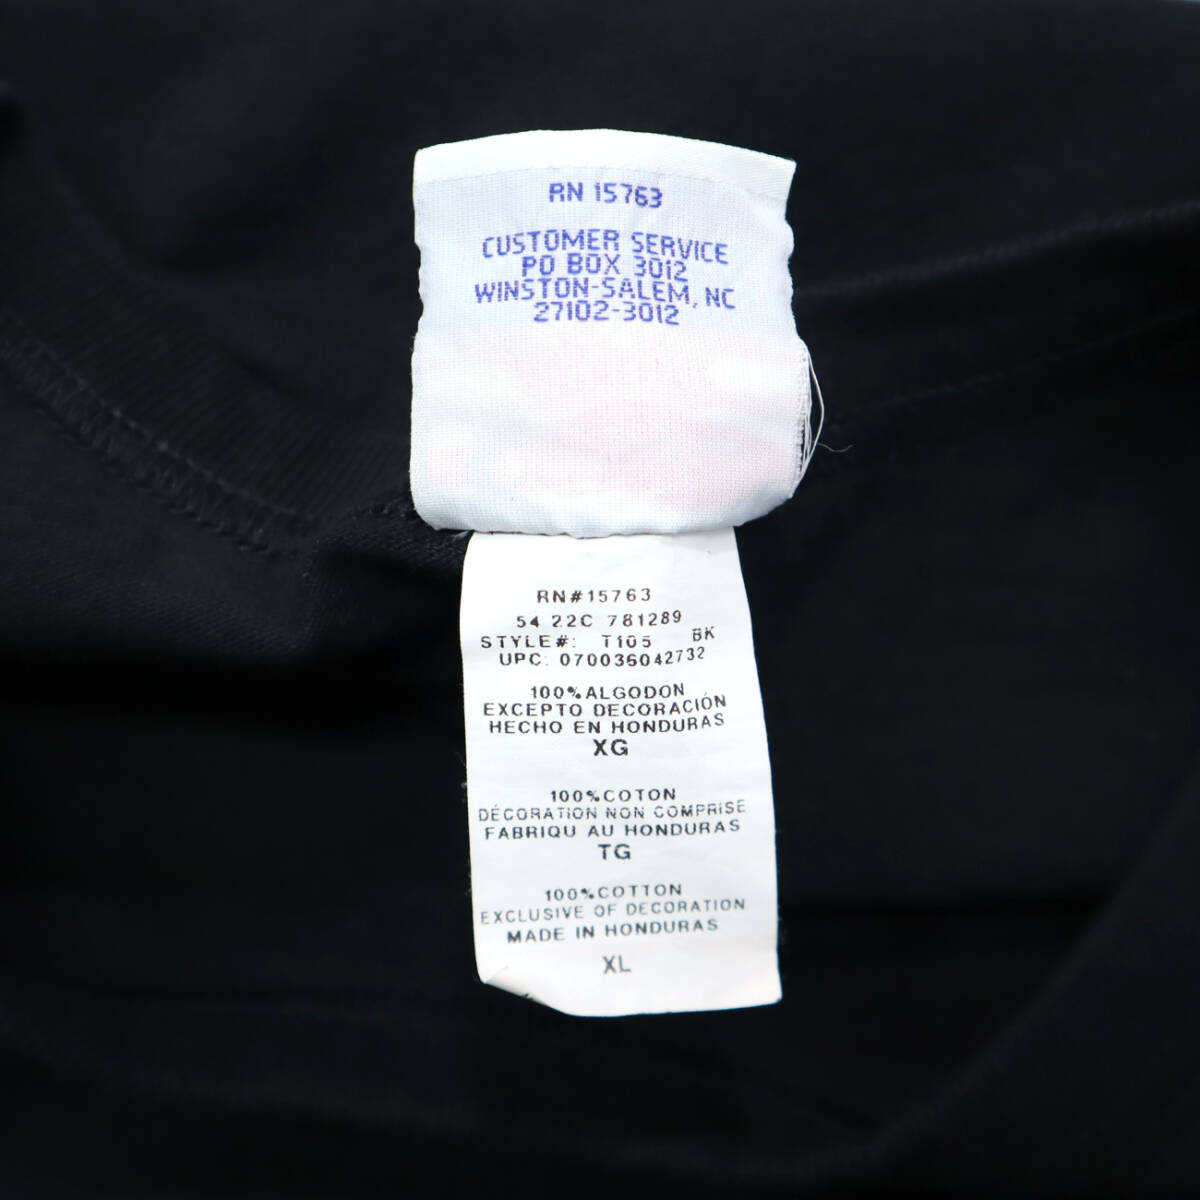 RN 15763
CUSTOMER SERVICE
PO BOX 3012
WINSTON-SALEM, NC
27102-3012
RN#15763
54 22C 781289
STYLE#: T105 BK
UPC: 070036042732
100%ALGODÓN
EXCEPTO DECORACIÓN
HECHO EN HONDURAS
XG
100%COTON
DÉCORATION NON COMPRISE
FABRIQU AU HONDURAS
TG
100%COTTON
EXCLUSIVE OF DECORATION
MADE IN HONDURAS
XL